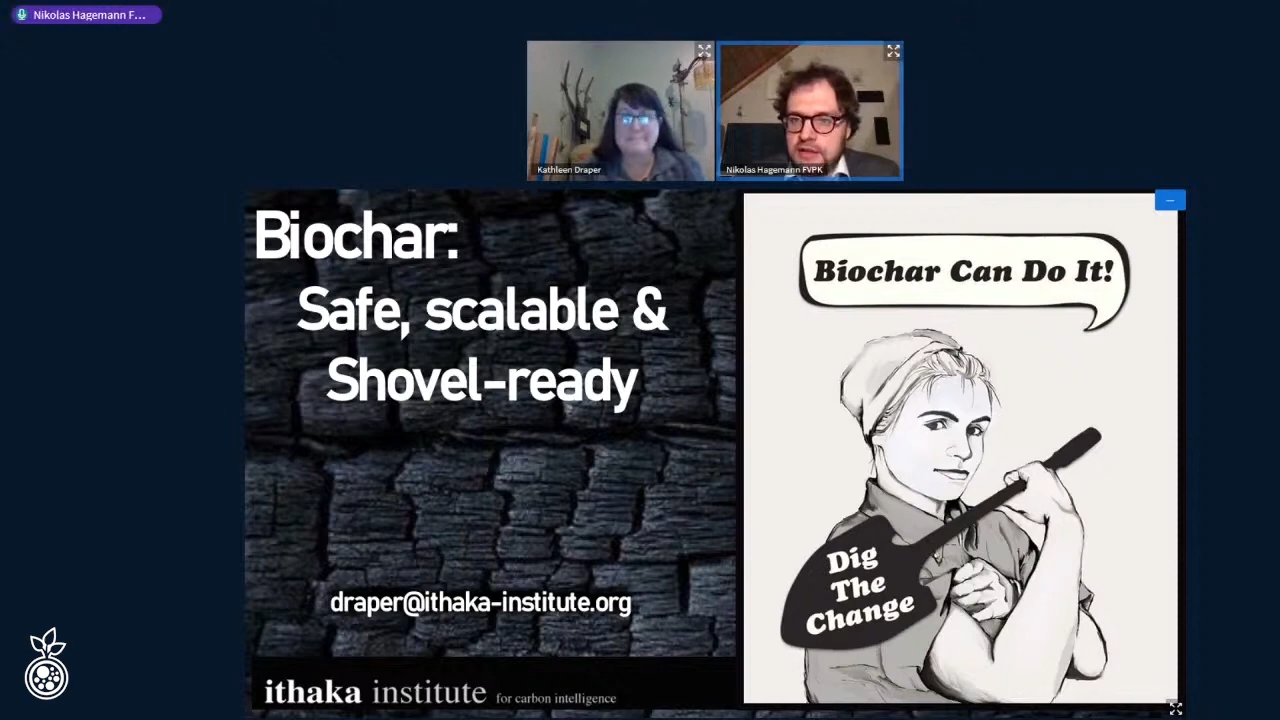 Nikolas Hagemann F...
Kathleen Draper
Nikolas Hagemann FVPK
Biochar:
Safe, scalable &
Shovel-ready
draper@ithaka-institute.org
ithaka institute for carbon intelligence
Biochar Can Do It!
Dig
The
Change